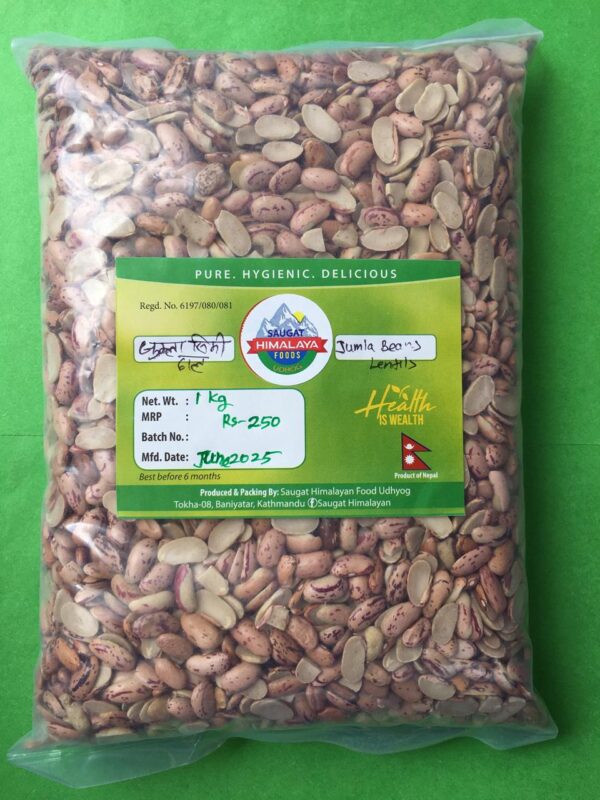 PURE. HYGIENIC. DELICIOUS
Regd. No. 6197/080/081
SAUGAT
HIMALAYA
FOODS
UDHYOG
जुम्ला सिमी
दाल
Jumla Beans
Lentils
Net. Wt. : 1 kg
MRP : Rs-250
Batch No.:
Mfd. Date: June 2025
Best before 6 months
Health
IS WEALTH
Product of Nepal
Produced & Packing By: Saugat Himalayan Food Udhyog
Tokha-08, Baniyatar, Kathmandu Saugat Himalayan